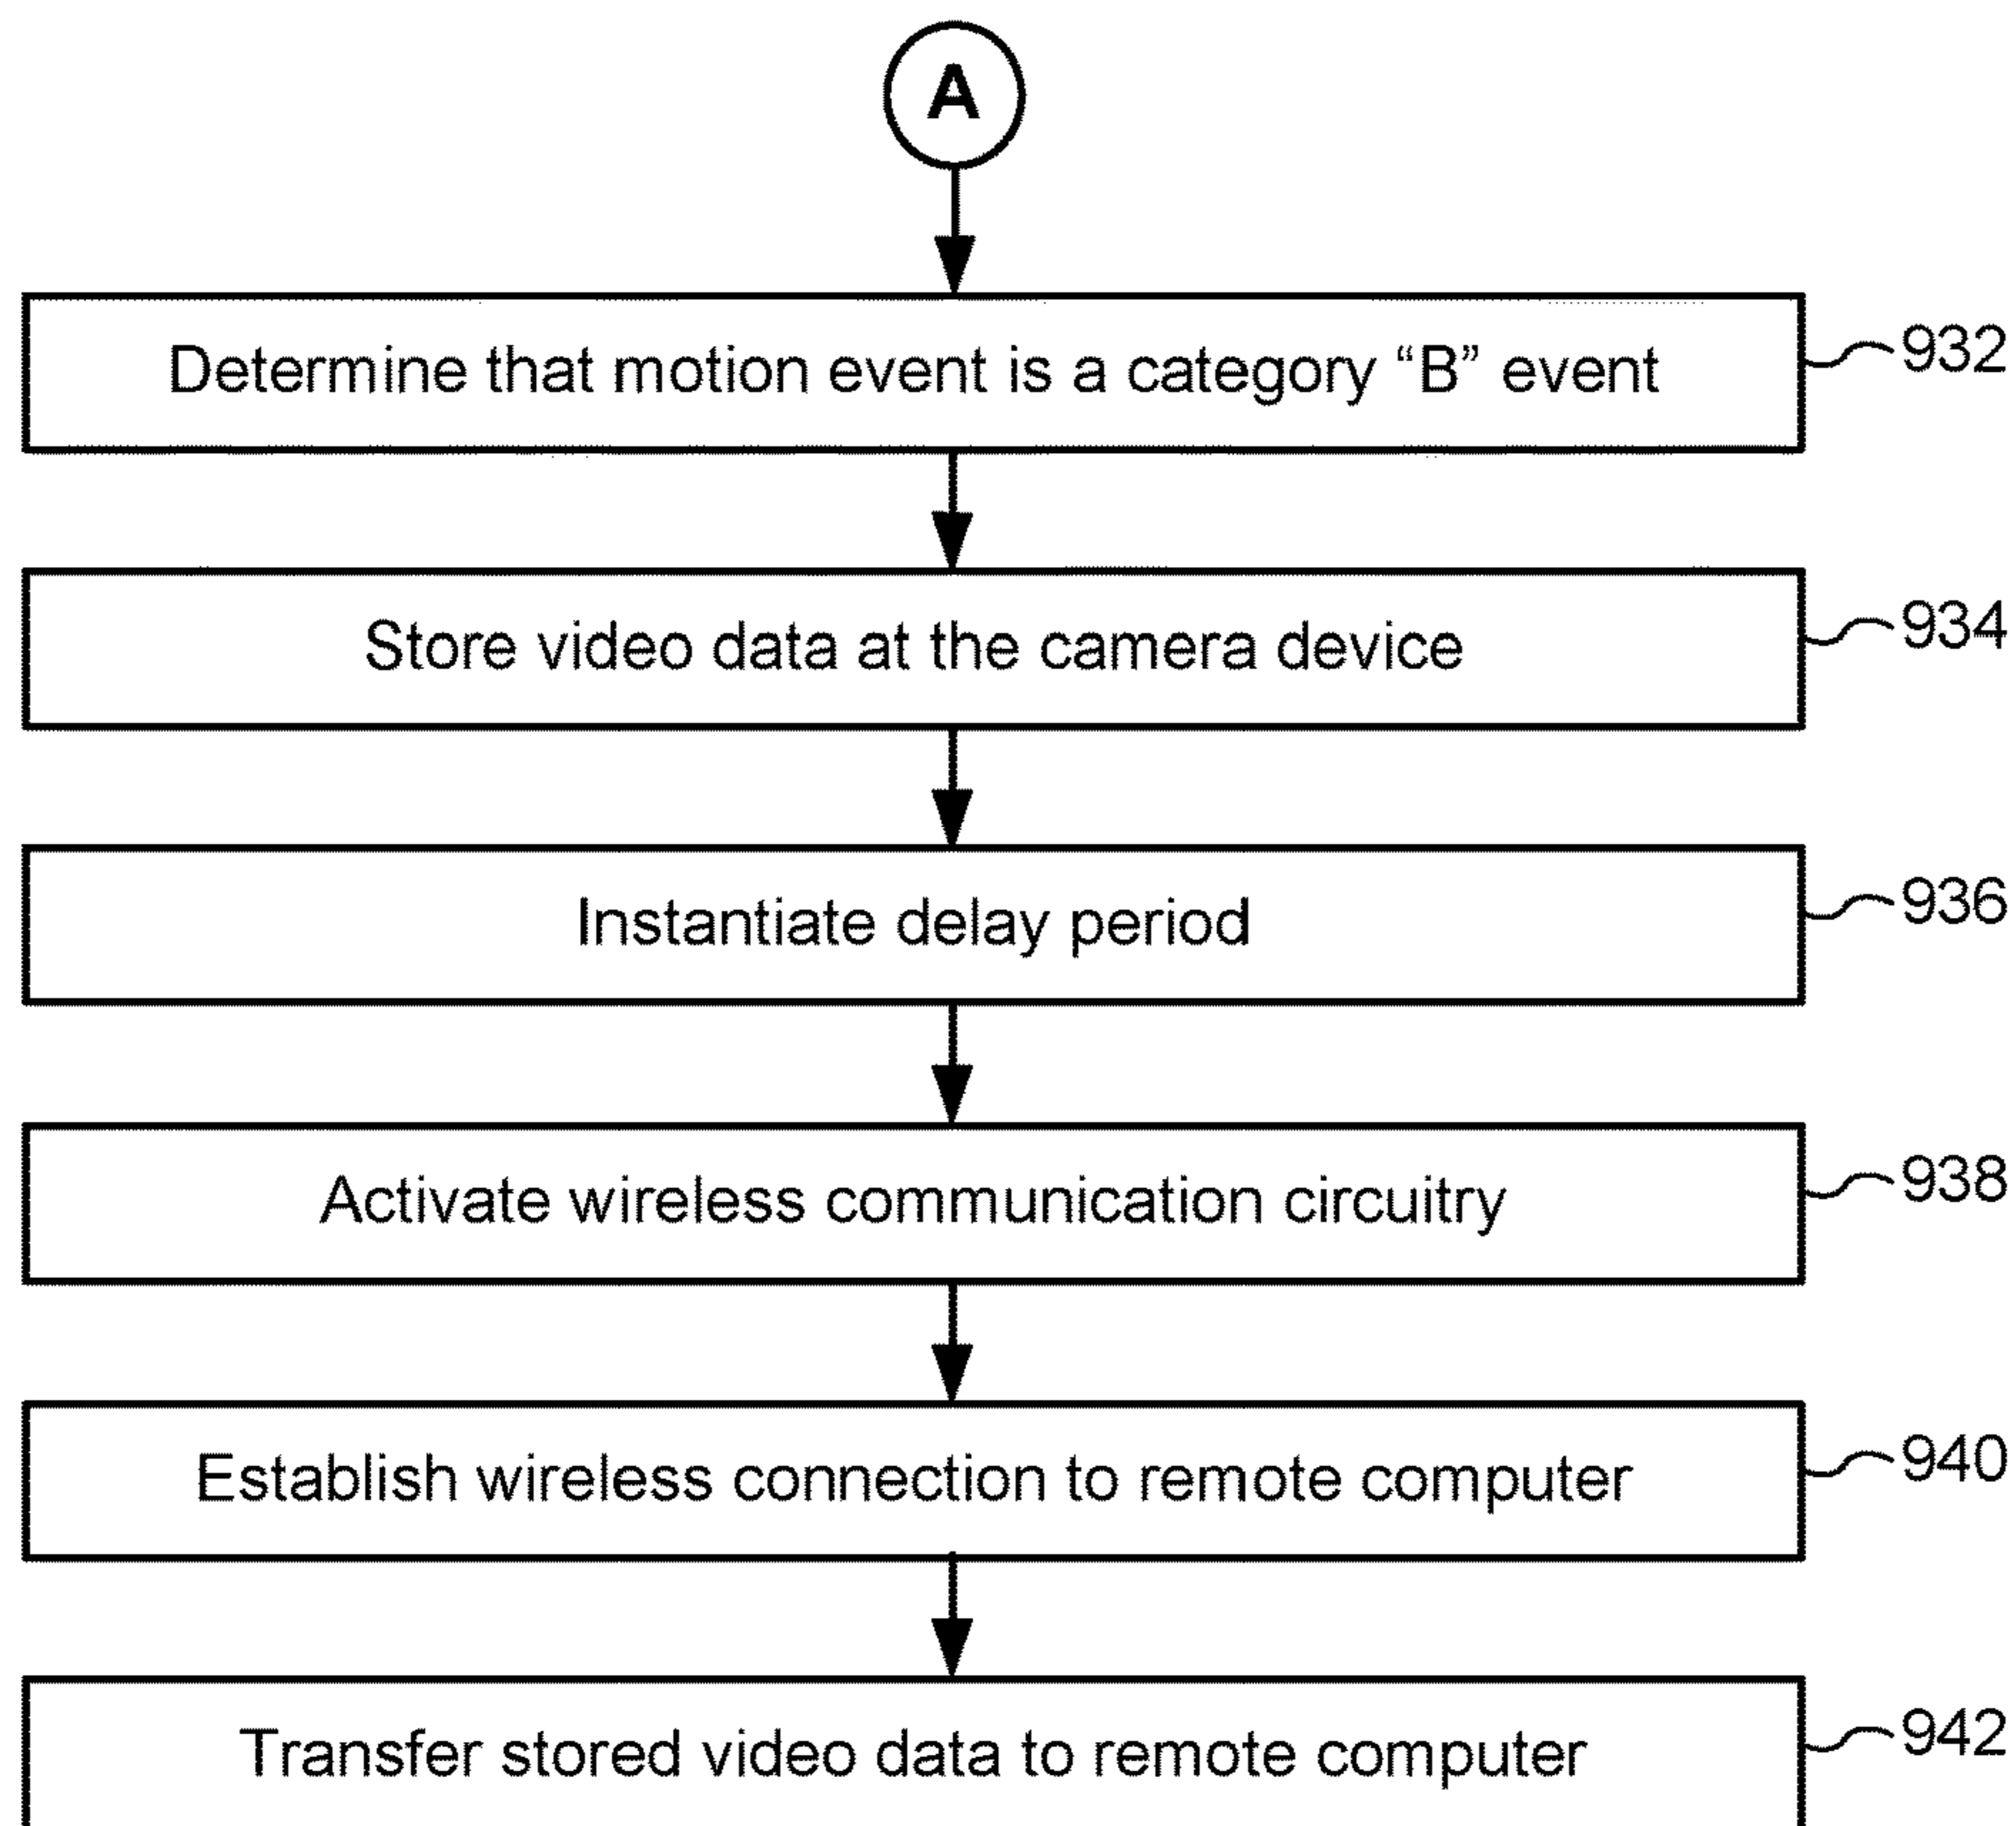 A
Determine that motion event is a category “B” event 932
Store video data at the camera device 934
Instantiate delay period 936
Activate wireless communication circuitry 938
Establish wireless connection to remote computer 940
Transfer stored video data to remote computer 942